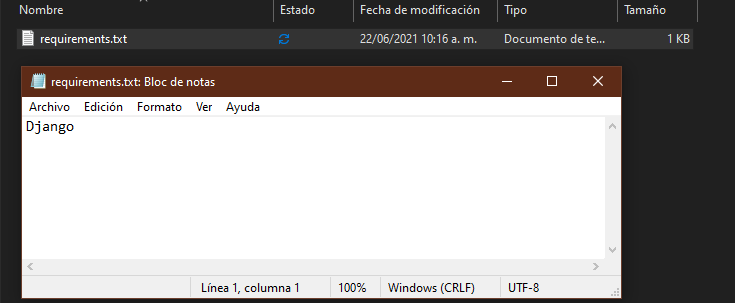 Nombre Estado Fecha de modificación Tipo Tamaño
requirements.txt 22/06/2021 10:16 a. m. Documento de te... 1 KB
requirements.txt: Bloc de notas
Archivo Edición Formato Ver Ayuda
Django
Línea 1, columna 1 100% Windows (CRLF) UTF-8